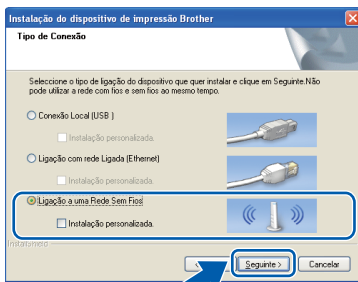 Instalação do dispositivo de impressão Brother
Tipo de Conexão
Seleccione o tipo de ligação do dispositivo que quer instalar e clique em Seguinte.Não
pode utilizar a rede com fios e sem fios ao mesmo tempo.
Conexão Local (USB )
Instalação personalizada.
Ligação com rede Ligada (Ethernet)
Instalação personalizada.
Ligação a uma Rede Sem Fios
Instalação personalizada.
InstallShield
< Seguinte > Cancelar